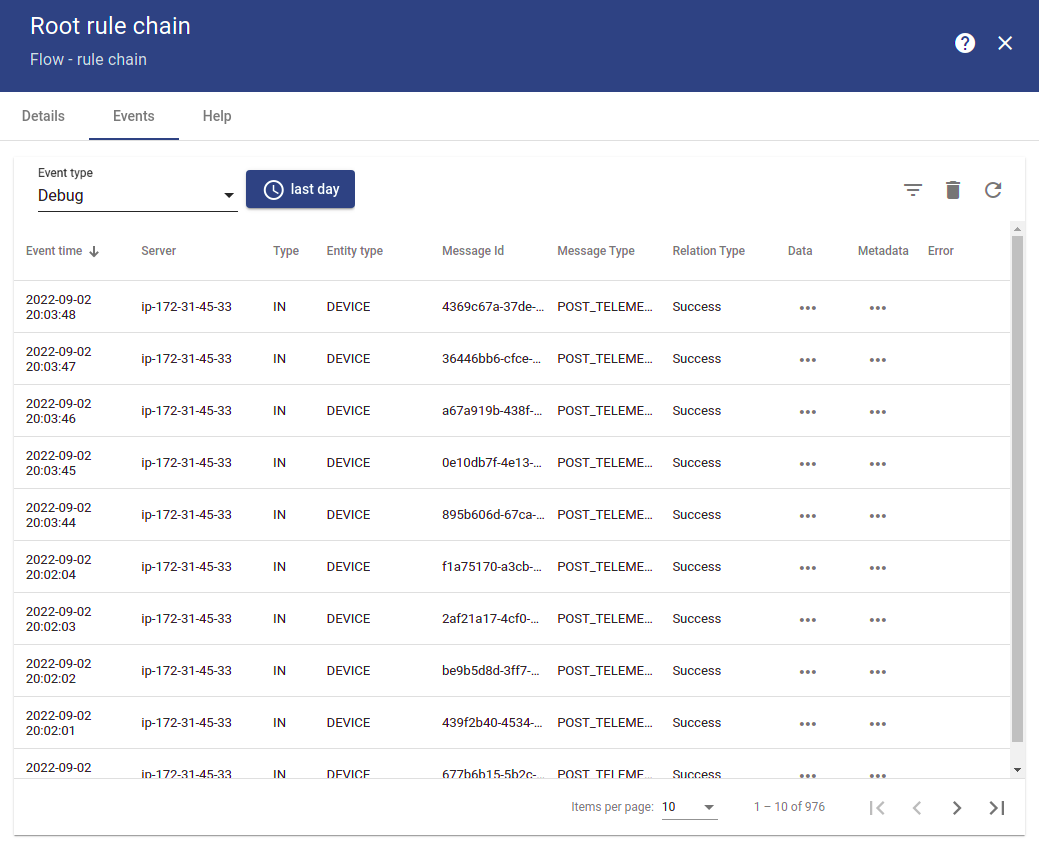 Root rule chain
Flow - rule chain
Details Events Help
Event type
Debug
last day
Event time Server Type Entity type Message Id Message Type Relation Type Data Metadata Error
2022-09-02
20:03:48 ip-172-31-45-33 IN DEVICE 4369c67a-37de-... POST_TELEME... Success ••• •••
2022-09-02
20:03:47 ip-172-31-45-33 IN DEVICE 36446bb6-cfce-... POST_TELEME... Success ••• •••
2022-09-02
20:03:46 ip-172-31-45-33 IN DEVICE a67a919b-438f-... POST_TELEME... Success ••• •••
2022-09-02
20:03:45 ip-172-31-45-33 IN DEVICE 0e10db7f-4e13-... POST_TELEME... Success ••• •••
2022-09-02
20:03:44 ip-172-31-45-33 IN DEVICE 895b606d-67ca-... POST_TELEME... Success ••• •••
2022-09-02
20:02:04 ip-172-31-45-33 IN DEVICE f1a75170-a3cb-... POST_TELEME... Success ••• •••
2022-09-02
20:02:03 ip-172-31-45-33 IN DEVICE 2af21a17-4cf0-... POST_TELEME... Success ••• •••
2022-09-02
20:02:02 ip-172-31-45-33 IN DEVICE be9b5d8d-3ff7-... POST_TELEME... Success ••• •••
2022-09-02
20:02:01 ip-172-31-45-33 IN DEVICE 439f2b40-4534-... POST_TELEME... Success ••• •••
2022-09-02
ip-172-31-45-33 IN DEVICE 677b6b15-5b2c-... POST_TELEME... Success ••• •••
Items per page: 10 1 – 10 of 976